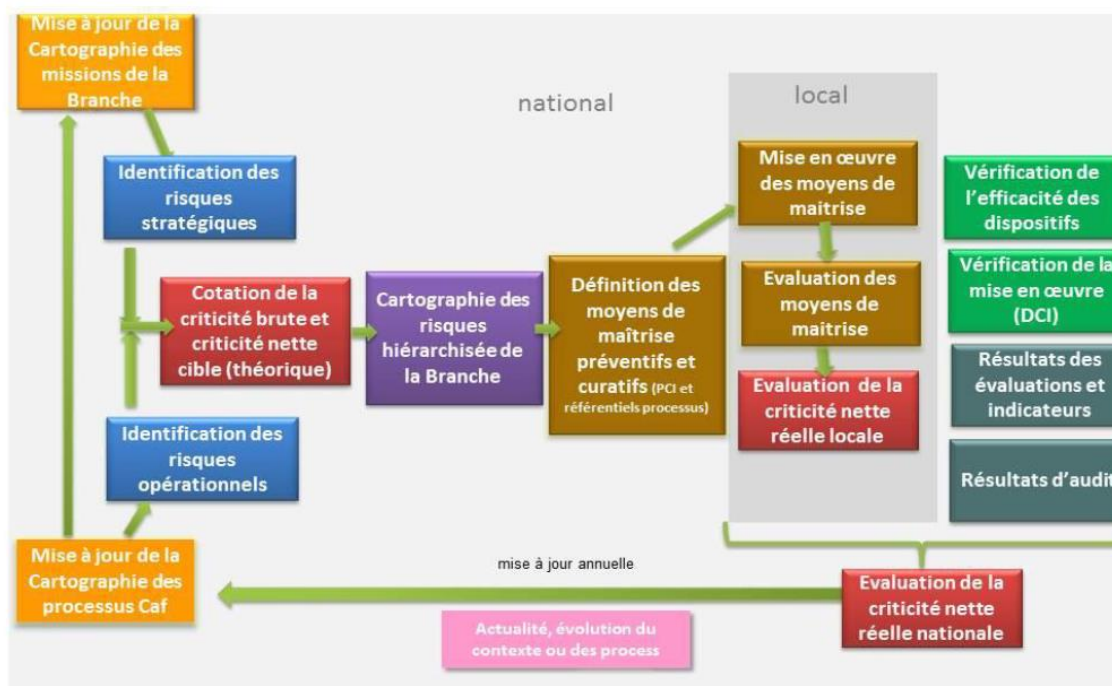 Mise à jour de la
Cartographie des
missions de la
Branche
national
local
Identification des
risques
stratégiques
Mise en œuvre
des moyens de
maitrise
Vérification de
l'efficacité des
dispositifs
Cotation de la
criticité brute et
criticité nette
cible (théorique)
Cartographie des
risques
hiérarchisée de
la Branche
Définition des
moyens de
maîtrise
préventifs et
curatifs (PCI et
référentiels processus)
Evaluation des
moyens de
maitrise
Vérification de la
mise en œuvre
(DCI)
Evaluation de la
criticité nette
réelle locale
Résultats des
évaluations et
indicateurs
Identification des
risques
opérationnels
Résultats d'audit
Mise à jour de la
Cartographie des
processus Caf
mise à jour annuelle
Evaluation de la
criticité nette
réelle nationale
Actualité, évolution du
contexte ou des process